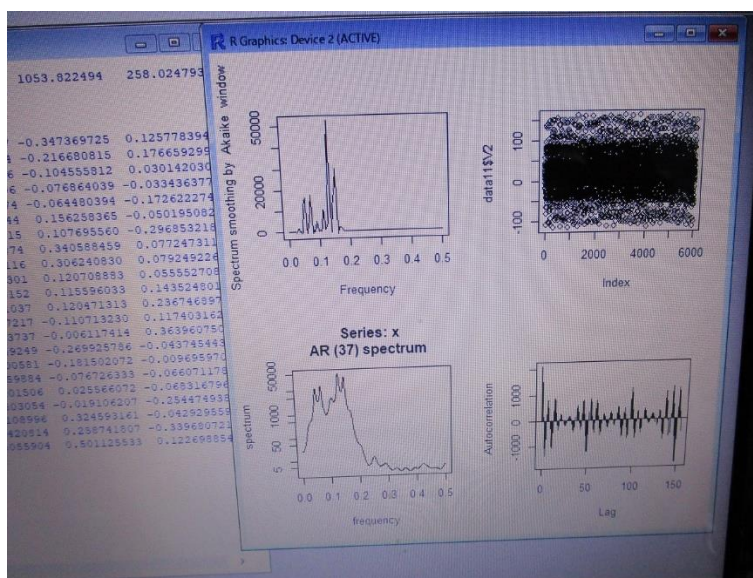 R Graphics: Device 2 (ACTIVE)
1053.822494 258.024793
-0.347369725 0.125778394
-0.216680815 0.176659299
-0.104555812 0.030142030
-0.076864039 -0.033436377
-0.064480394 -0.172622274
0.156258365 -0.050195082
0.107695560 -0.296853218
0.340588459 0.077247311
0.306240830 0.079249226
0.120708883 0.055552708
0.115596033 0.143524801
0.120471313 0.236746897
-0.110713230 0.117403162
-0.006117414 0.363960750
-0.269925786 -0.043745443
-0.181502072 -0.009695970
-0.076726333 -0.066071178
0.025566072 -0.068316796
-0.019106207 -0.254474938
0.324593161 -0.042929559
0.258741807 -0.339680721
0.501125533 0.122698854
Spectrum smoothing by Akaike window
0 20000 50000
0.0 0.1 0.2 0.3 0.4 0.5
Frequency
data11$V2
-100 0 100
0 2000 4000 6000
Index
Series: x
AR (37) spectrum
spectrum
5 50 1000 50000
0.0 0.1 0.2 0.3 0.4 0.5
frequency
Autocorrelation
-1000 0 1000
0 50 100 150
Lag